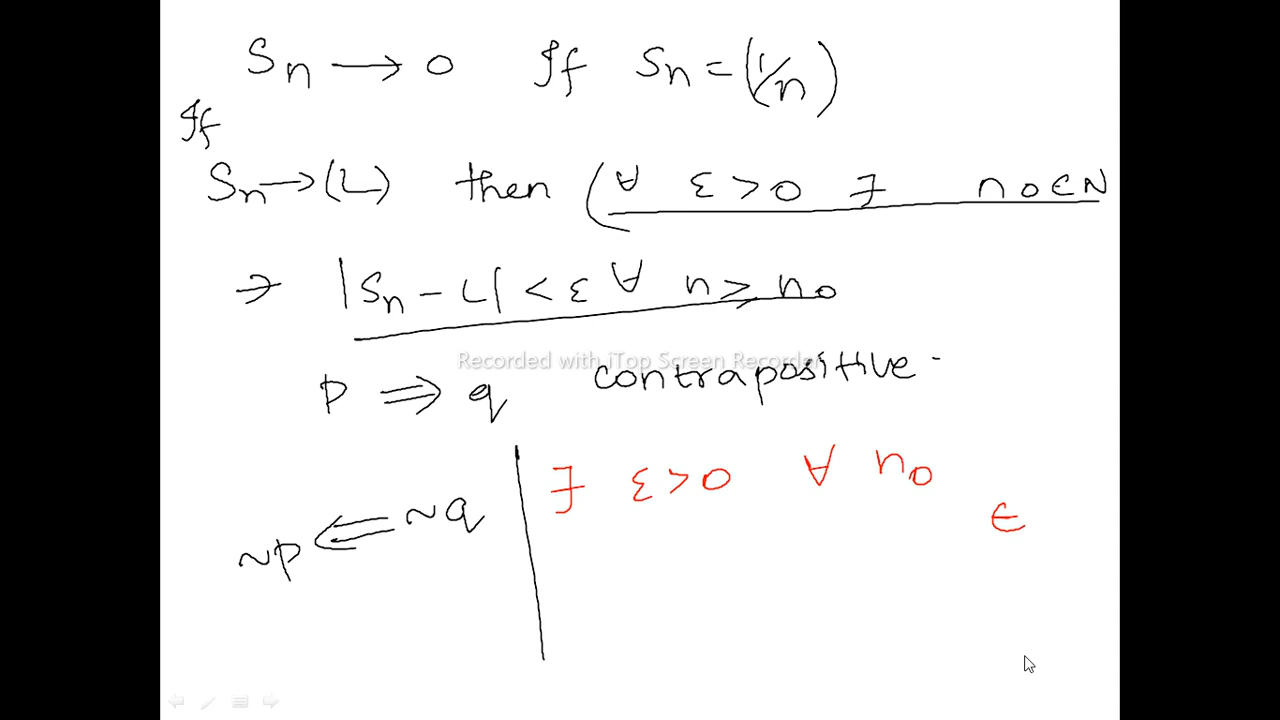 Sn → 0 If Sn = (1/n)
If
Sn → (L) then (∀ ε > 0 ∃ n0 ∈ N
⇒ |Sn - L| < ε ∀ n ≥ n0
Recorded with iTop Screen Recorder
p ⇒ q contrapositive -
∃ ε > 0 ∀ n0
~p ⇐ ~q
∈